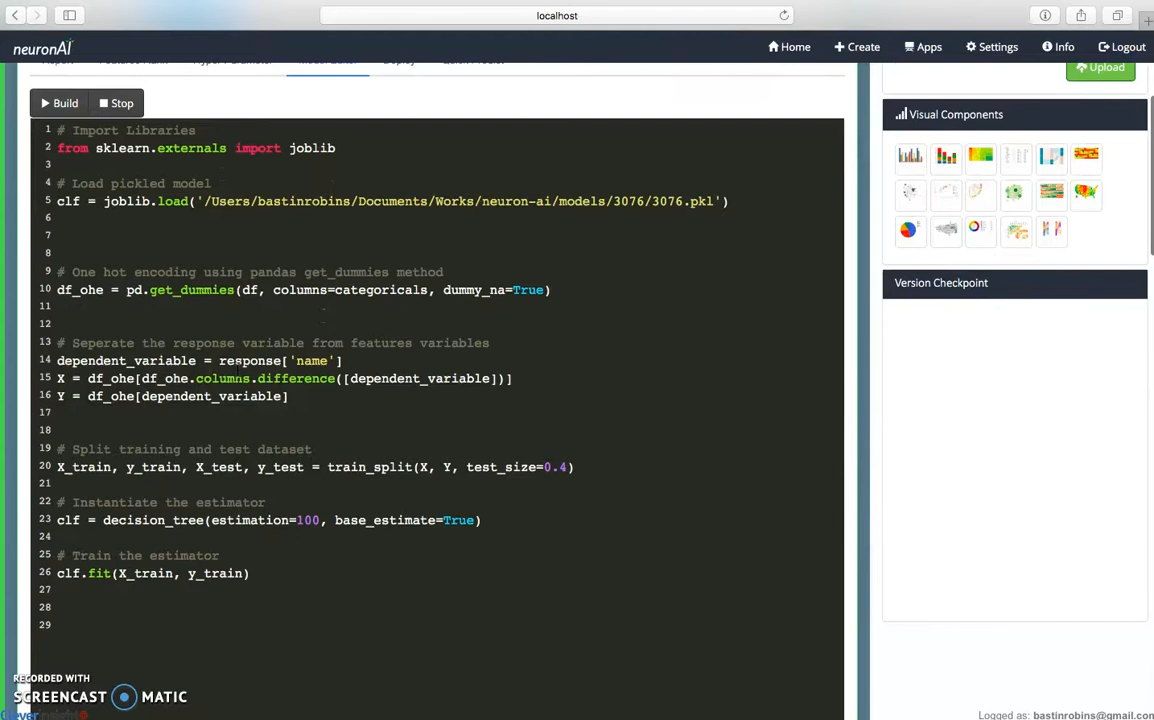 localhost
neuronAI
Home
Create
Apps
Settings
Info
Logout
Build
Stop
Upload
Visual Components
Version Checkpoint
1 # Import Libraries
2 from sklearn.externals import joblib
3
4 # Load pickled model
5 clf = joblib.load('/Users/bastinrobins/Documents/Works/neuron-ai/models/3076/3076.pkl')
6
7
8
9 # One hot encoding using pandas get_dummies method
10 df_ohe = pd.get_dummies(df, columns=categoricals, dummy_na=True)
11
12
13 # Seperate the response variable from features variables
14 dependent_variable = response['name']
15 X = df_ohe[df_ohe.columns.difference([dependent_variable])]
16 Y = df_ohe[dependent_variable]
17
18
19 # Split training and test dataset
20 X_train, y_train, X_test, y_test = train_split(X, Y, test_size=0.4)
21
22 # Instantiate the estimator
23 clf = decision_tree(estimation=100, base_estimate=True)
24
25 # Train the estimator
26 clf.fit(X_train, y_train)
27
28
29
RECORDED WITH
SCREENCAST MATIC
Logged as: bastinrobins@gmail.com